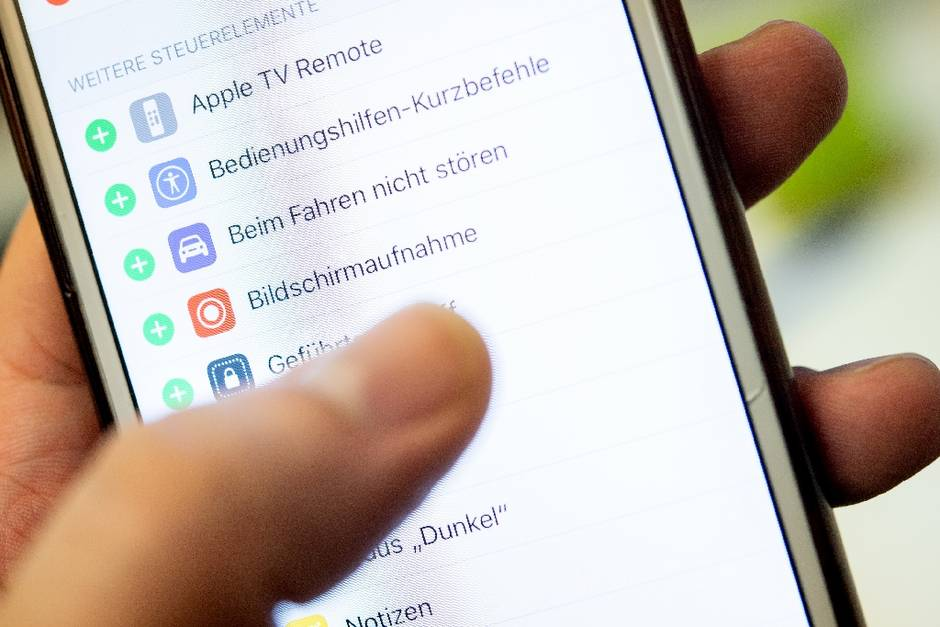 WEITERE STEUERELEMENTE
Apple TV Remote
Bedienungshilfen-Kurzbefehle
Beim Fahren nicht stören
Bildschirmaufnahme
„Dunkel“
Notizen